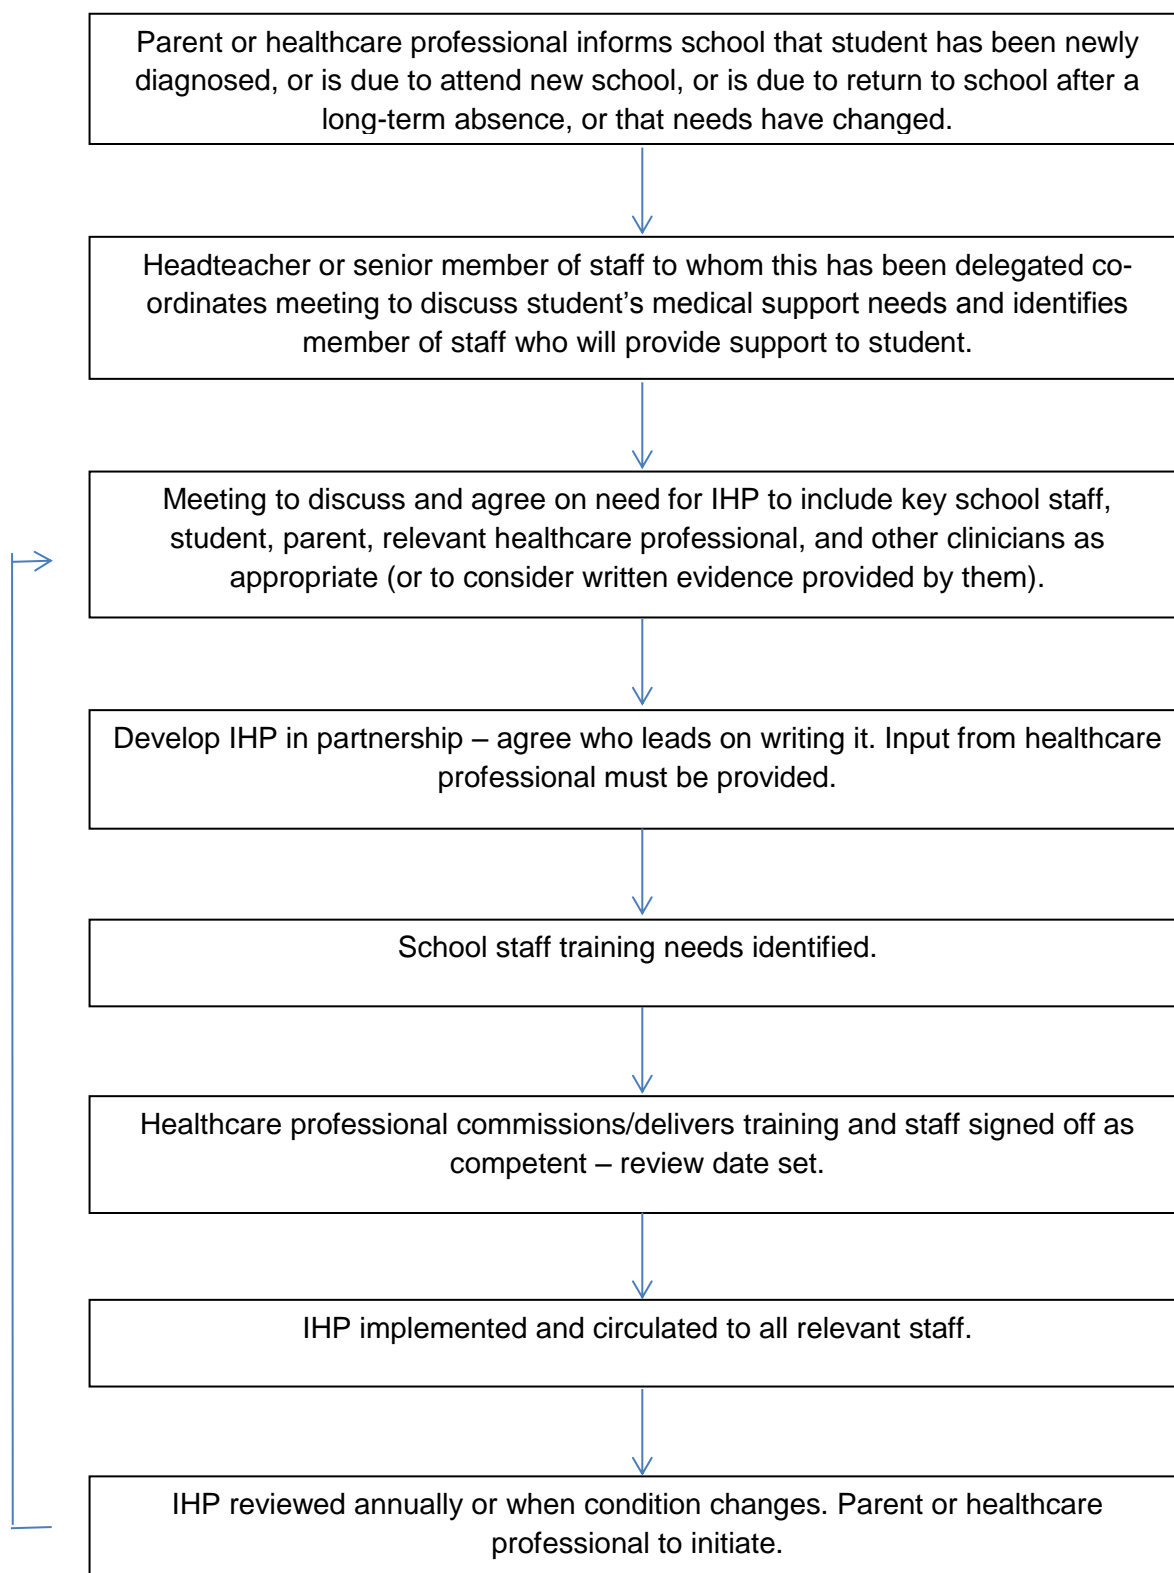 Parent or healthcare professional informs school that student has been newly
diagnosed, or is due to attend new school, or is due to return to school after a
long-term absence, or that needs have changed.
Headteacher or senior member of staff to whom this has been delegated co-
ordinates meeting to discuss student’s medical support needs and identifies
member of staff who will provide support to student.
Meeting to discuss and agree on need for IHP to include key school staff,
student, parent, relevant healthcare professional, and other clinicians as
appropriate (or to consider written evidence provided by them).
Develop IHP in partnership – agree who leads on writing it. Input from healthcare
professional must be provided.
School staff training needs identified.
Healthcare professional commissions/delivers training and staff signed off as
competent – review date set.
IHP implemented and circulated to all relevant staff.
IHP reviewed annually or when condition changes. Parent or healthcare
professional to initiate.